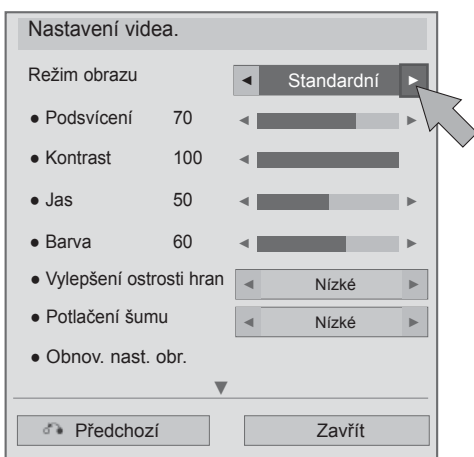 Nastavení videa.
Režim obrazu ◄ Standardní ►
● Podsvícení 70
● Kontrast 100
● Jas 50
● Barva 60
● Vylepšení ostrosti hran ◄ Nízké ►
● Potlačení šumu ◄ Nízké ►
● Obnov. nast. obr.
Předchozí Zavřít